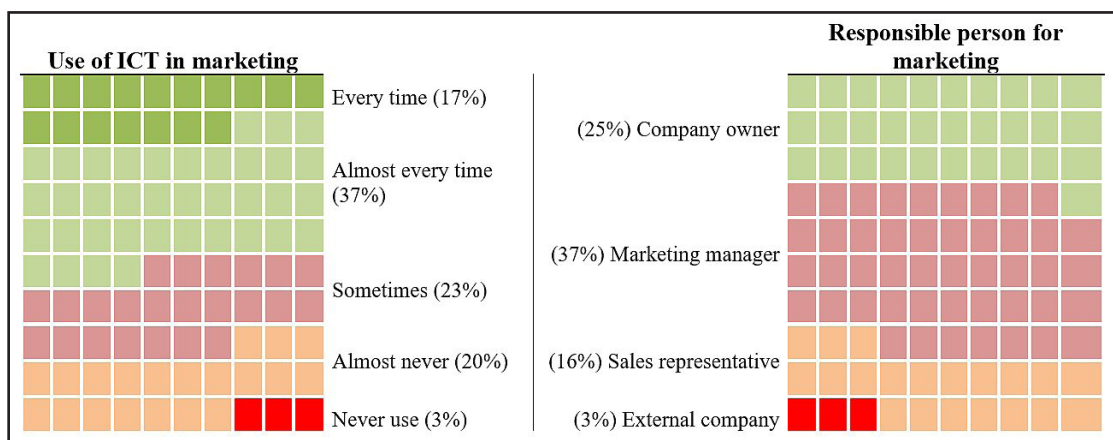 Use of ICT in marketing
Every time (17%)
Almost every time
(37%)
Sometimes (23%)
Almost never (20%)
Never use (3%)
Responsible person for
marketing
(25%) Company owner
(37%) Marketing manager
(16%) Sales representative
(3%) External company